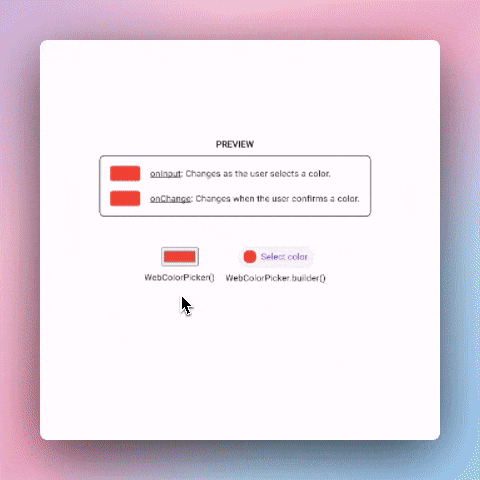 PREVIEW
onInput: Changes as the user selects a color.
onChange: Changes when the user confirms a color.
Select color
WebColorPicker() WebColorPicker.builder()